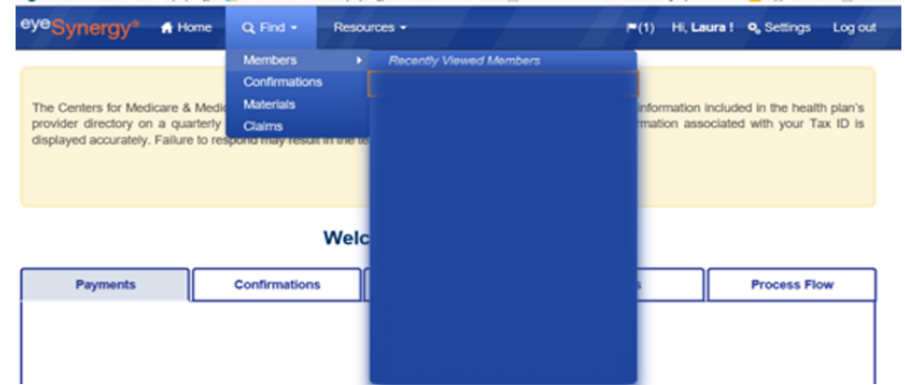 eyeSynergy® Home Find Resources (1) Hi, Laura ! Settings Log out
Members Recently Viewed Members
Confirmations
Materials
Claims
The Centers for Medicare & Medic information included in the health plan's
provider directory on a quarterly rmation associated with your Tax ID is
displayed accurately. Failure to respond may result in the te
Welc
Payments Confirmations s Process Flow